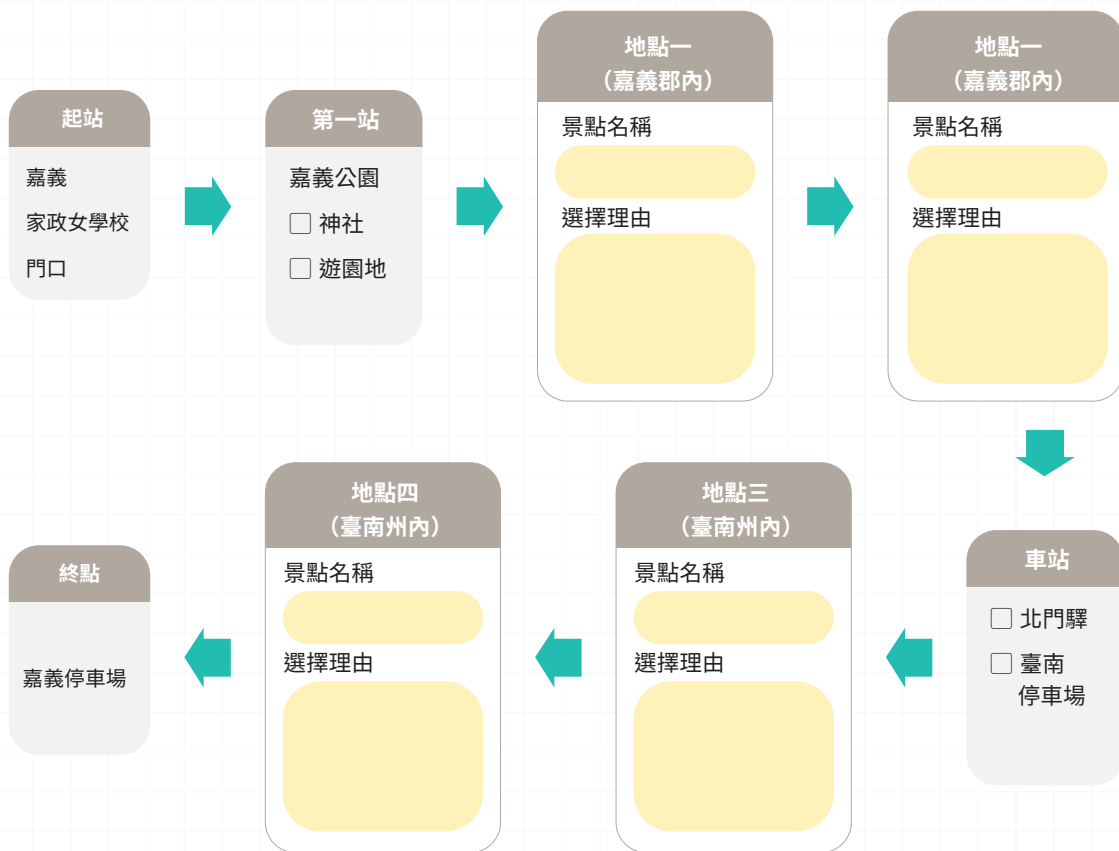 起站
嘉義
家政女學校
門口
第一站
嘉義公園
□ 神社
□ 遊園地
地點一
(嘉義郡內)
景點名稱
選擇理由
地點一
(嘉義郡內)
景點名稱
選擇理由
車站
□ 北門驛
□ 臺南
停車場
地點三
(臺南州內)
景點名稱
選擇理由
地點四
(臺南州內)
景點名稱
選擇理由
終點
嘉義停車場